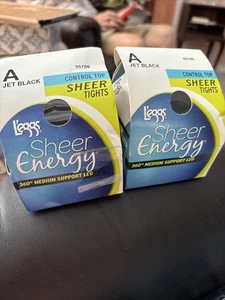 A
JET BLACK
93790
CONTROL TOP
SHEER
TIGHTS
L'eggs
Sheer
Energy
360° MEDIUM SUPPORT LEG
A
JET BLACK
CONTROL TOP
SHEER
TIGHTS
L'eggs
Sheer
Energy
360° MEDIUM SUPPORT LEG